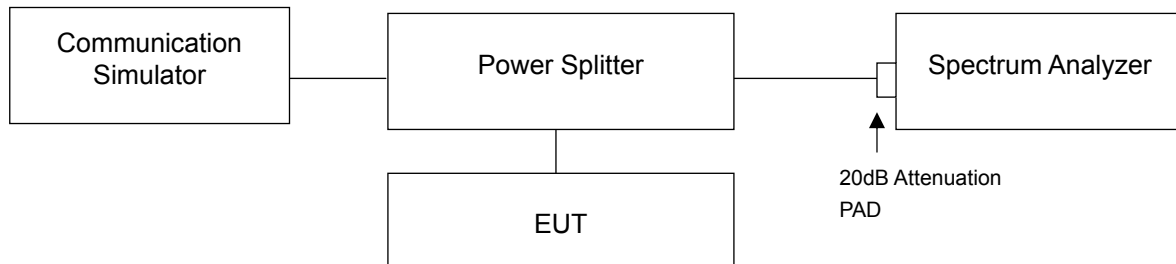 Communication
Simulator
Power Splitter
Spectrum Analyzer
20dB Attenuation
PAD
EUT